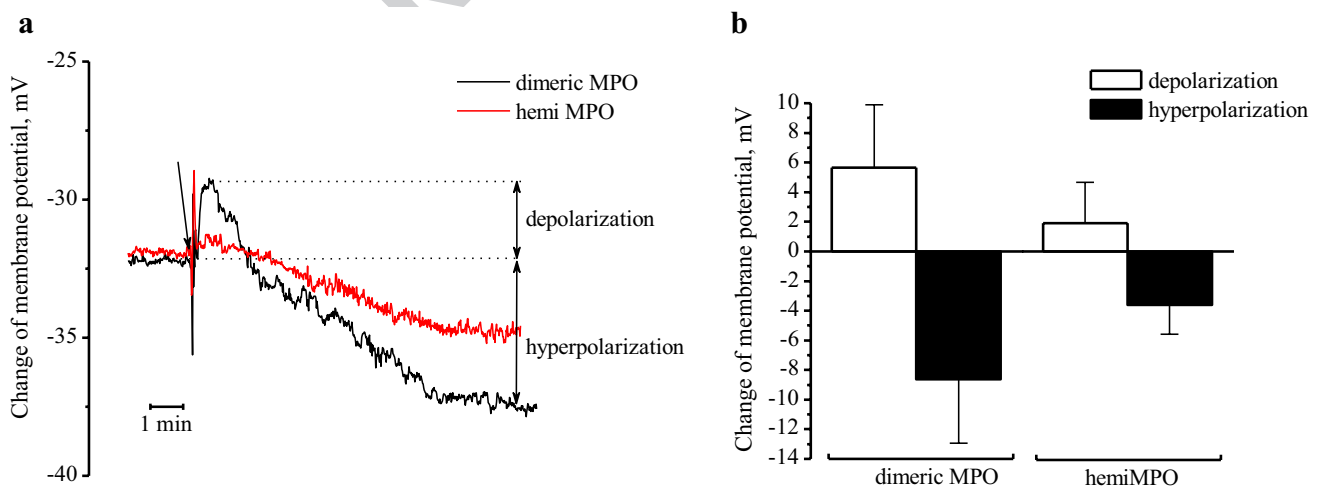 a
Change of membrane potential, mV
-25
-30
-35
-40
dimeric MPO
hemi MPO
depolarization
hyperpolarization
1 min
b
Change of membrane potential, mV
depolarization
hyperpolarization
10
8
6
4
2
0
-2
-4
-6
-8
-10
-12
-14
dimeric MPO
hemiMPO